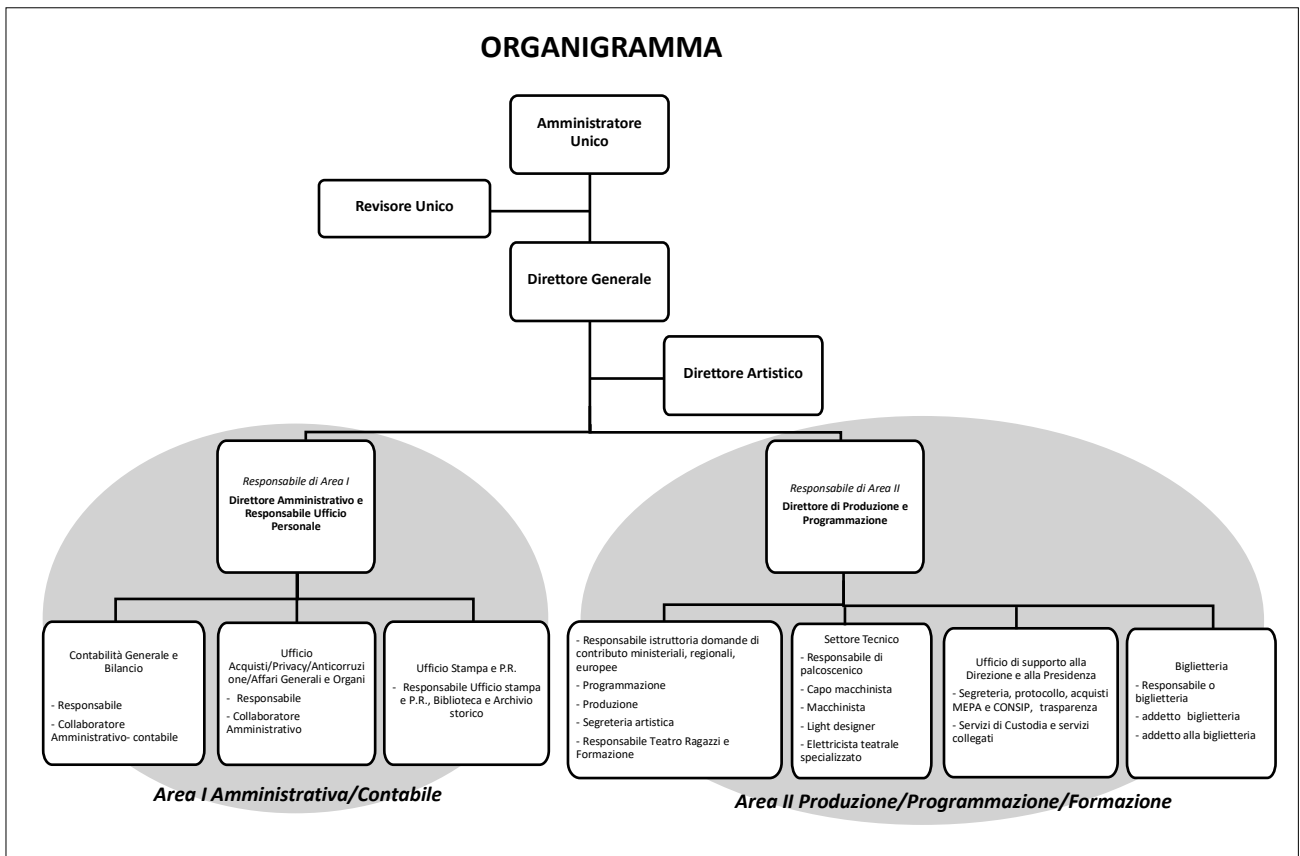 ORGANIGRAMMA
Amministratore
Unico
Revisore Unico
Direttore Generale
Direttore Artistico
Responsabile di Area I
Direttore Amministrativo e
Responsabile Ufficio
Personale
Responsabile di Area II
Direttore di Produzione e
Programmazione
Contabilità Generale e
Bilancio
- Responsabile
- Collaboratore
Amministrativo- contabile
Ufficio
Acquisti/Privacy/Anticorruzi
one/Affari Generali e Organi
- Responsabile
- Collaboratore
Amministrativo
Ufficio Stampa e P.R.
- Responsabile Ufficio stampa
e P.R., Biblioteca e Archivio
storico
- Responsabile istruttoria domande di
contributo ministeriali, regionali,
europee
- Programmazione
- Produzione
- Segreteria artistica
- Responsabile Teatro Ragazzi e
Formazione
Settore Tecnico
- Responsabile di
palcoscenico
- Capo macchinista
- Macchinista
- Light designer
- Elettricista teatrale
specializzato
Ufficio di supporto alla
Direzione e alla Presidenza
- Segreteria, protocollo, acquisti
MEPA e CONSIP, trasparenza
- Servizi di Custodia e servizi
collegati
Biglietteria
- Responsabile o
biglietteria
- addetto biglietteria
- addetto alla biglietteria
Area I Amministrativa/Contabile
Area II Produzione/Programmazione/Formazione